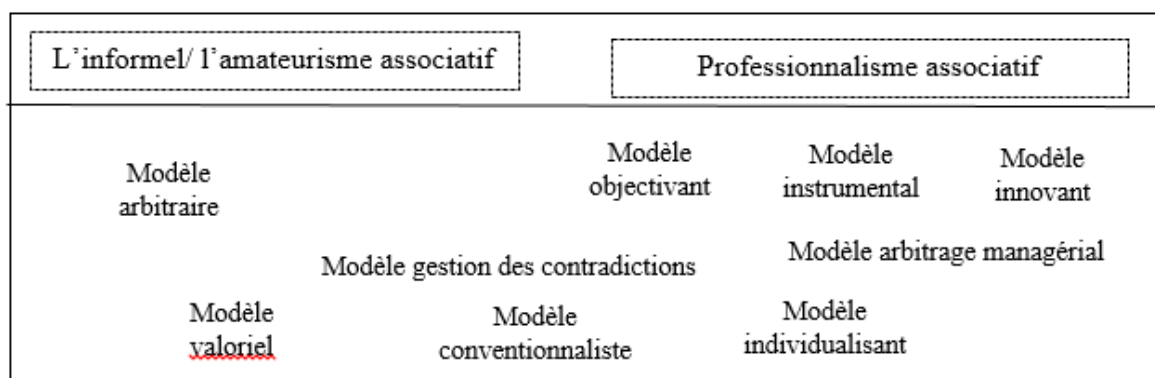 L'informel/ l'amateurisme associatif
Professionnalisme associatif
Modèle
arbitraire
Modèle
objectivant
Modèle
instrumental
Modèle
innovant
Modèle gestion des contradictions
Modèle arbitrage managérial
Modèle
valoriel
Modèle
conventionnaliste
Modèle
individualisant